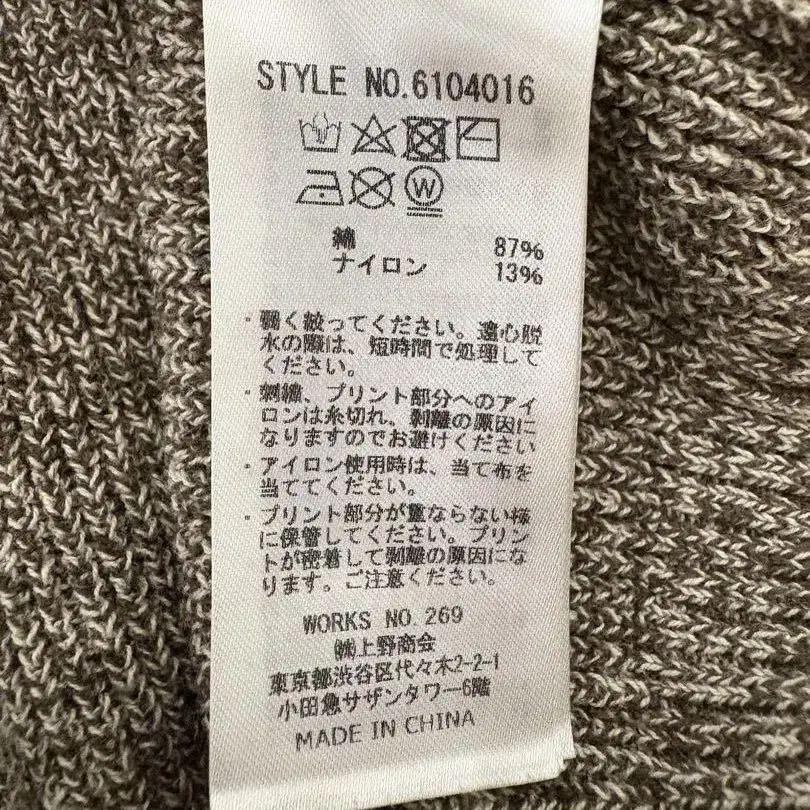 STYLE NO.6104016
W
綿 87%
ナイロン 13%
・弱く絞ってください。遠心脱
水の際は、短時間で処理して
ください。
・刺繍、プリント部分へのアイ
ロンは糸切れ、剥離の原因に
なりますのでお避けください
・アイロン使用時は、当て布を
当ててください。
・プリント部分が重ならない様
に保管してください。プリン
トが密着して剥離の原因にな
ります。ご注意ください。
WORKS NO.269
㈱上野商会
東京都渋谷区代々木2-2-1
小田急サザンタワー6階
MADE IN CHINA